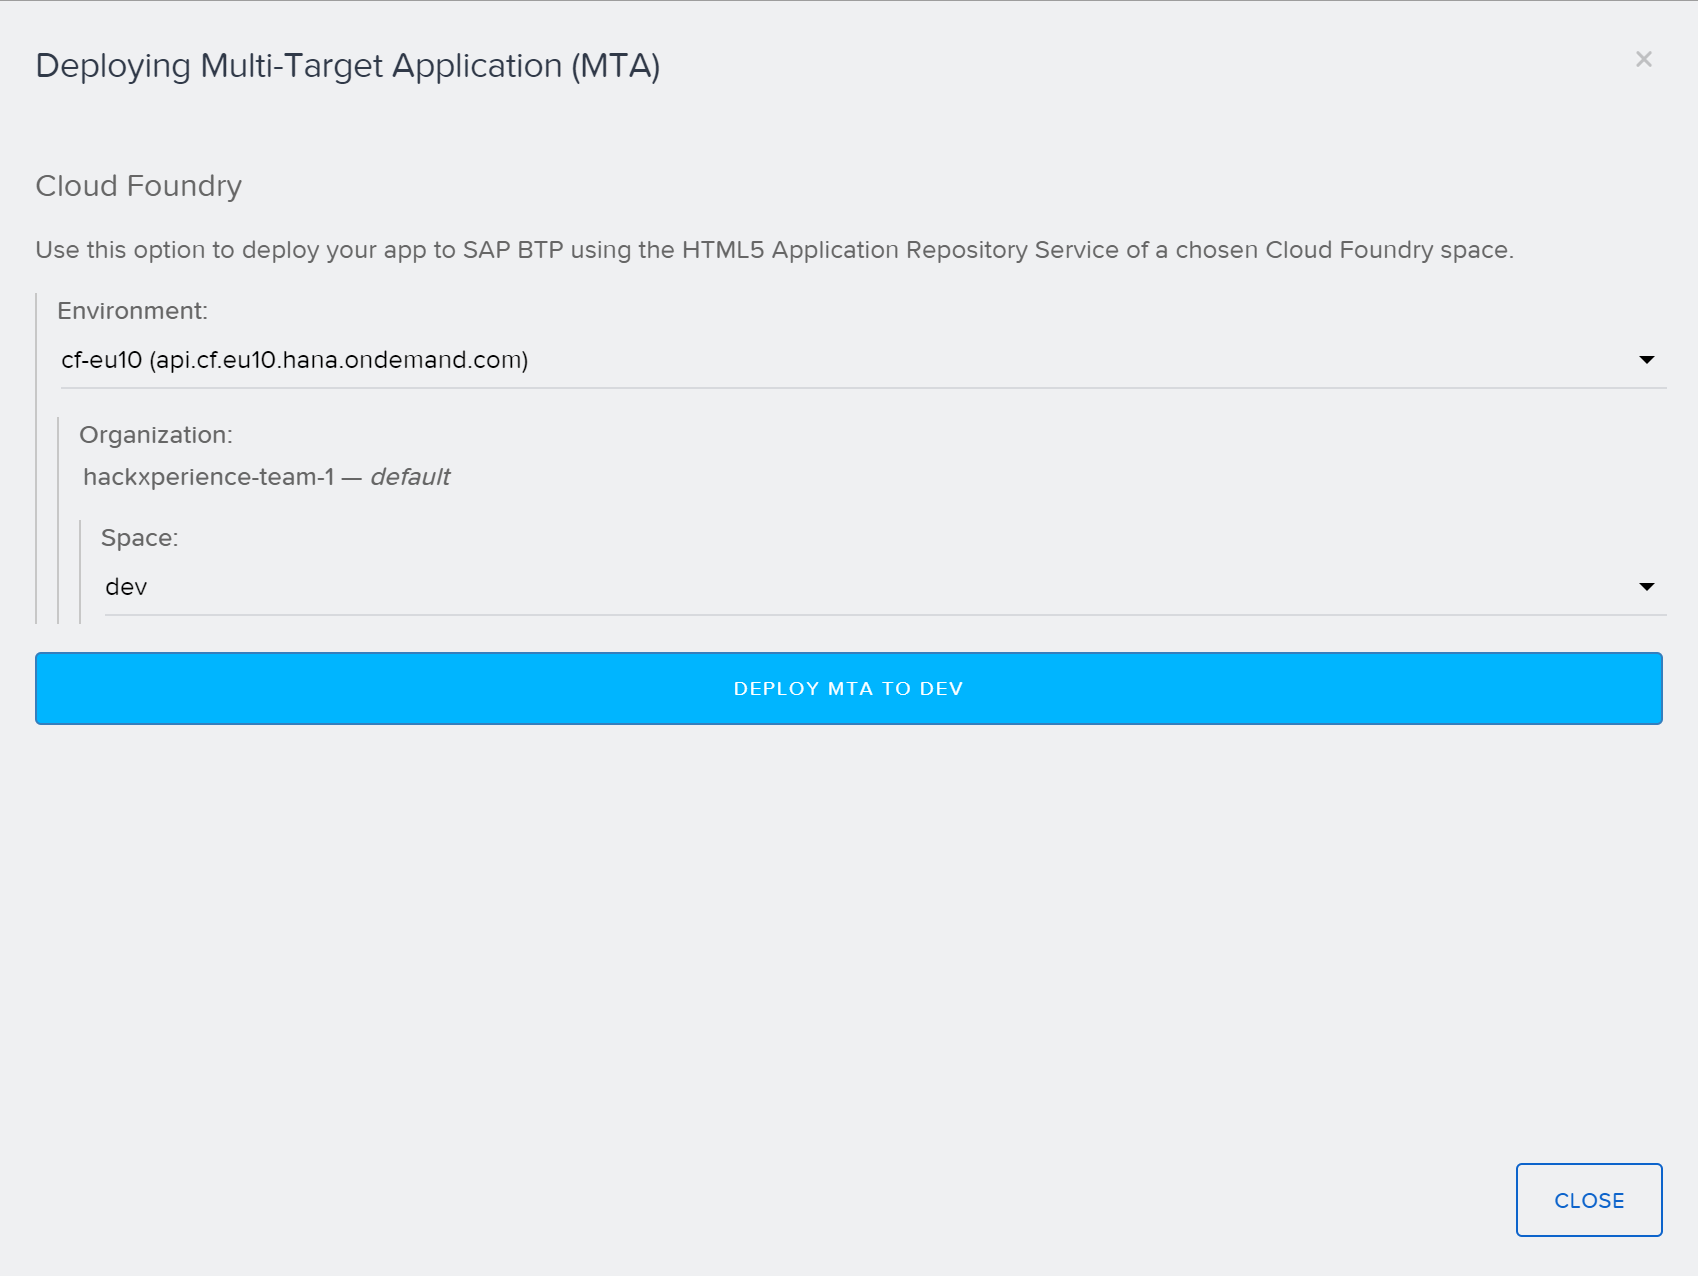 Deploying Multi-Target Application (MTA)
Cloud Foundry
Use this option to deploy your app to SAP BTP using the HTML5 Application Repository Service of a chosen Cloud Foundry space.
Environment:
cf-eu10 (api.cf.eu10.hana.ondemand.com)
Organization:
hackxperience-team-1 — default
Space:
dev
DEPLOY MTA TO DEV
CLOSE